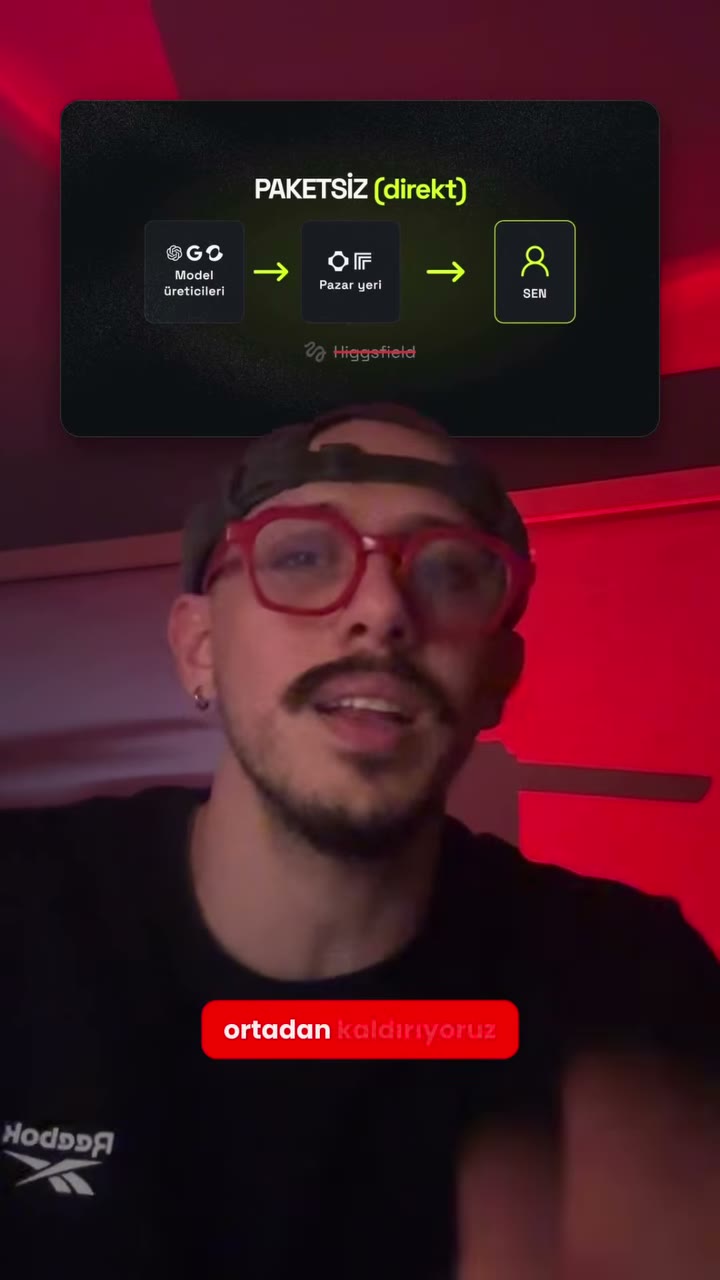 PAKETSİZ (direkt)
Model
üreticileri
Pazar yeri
SEN
Higgsfield
ortadan kaldırıyoruz
Reebok